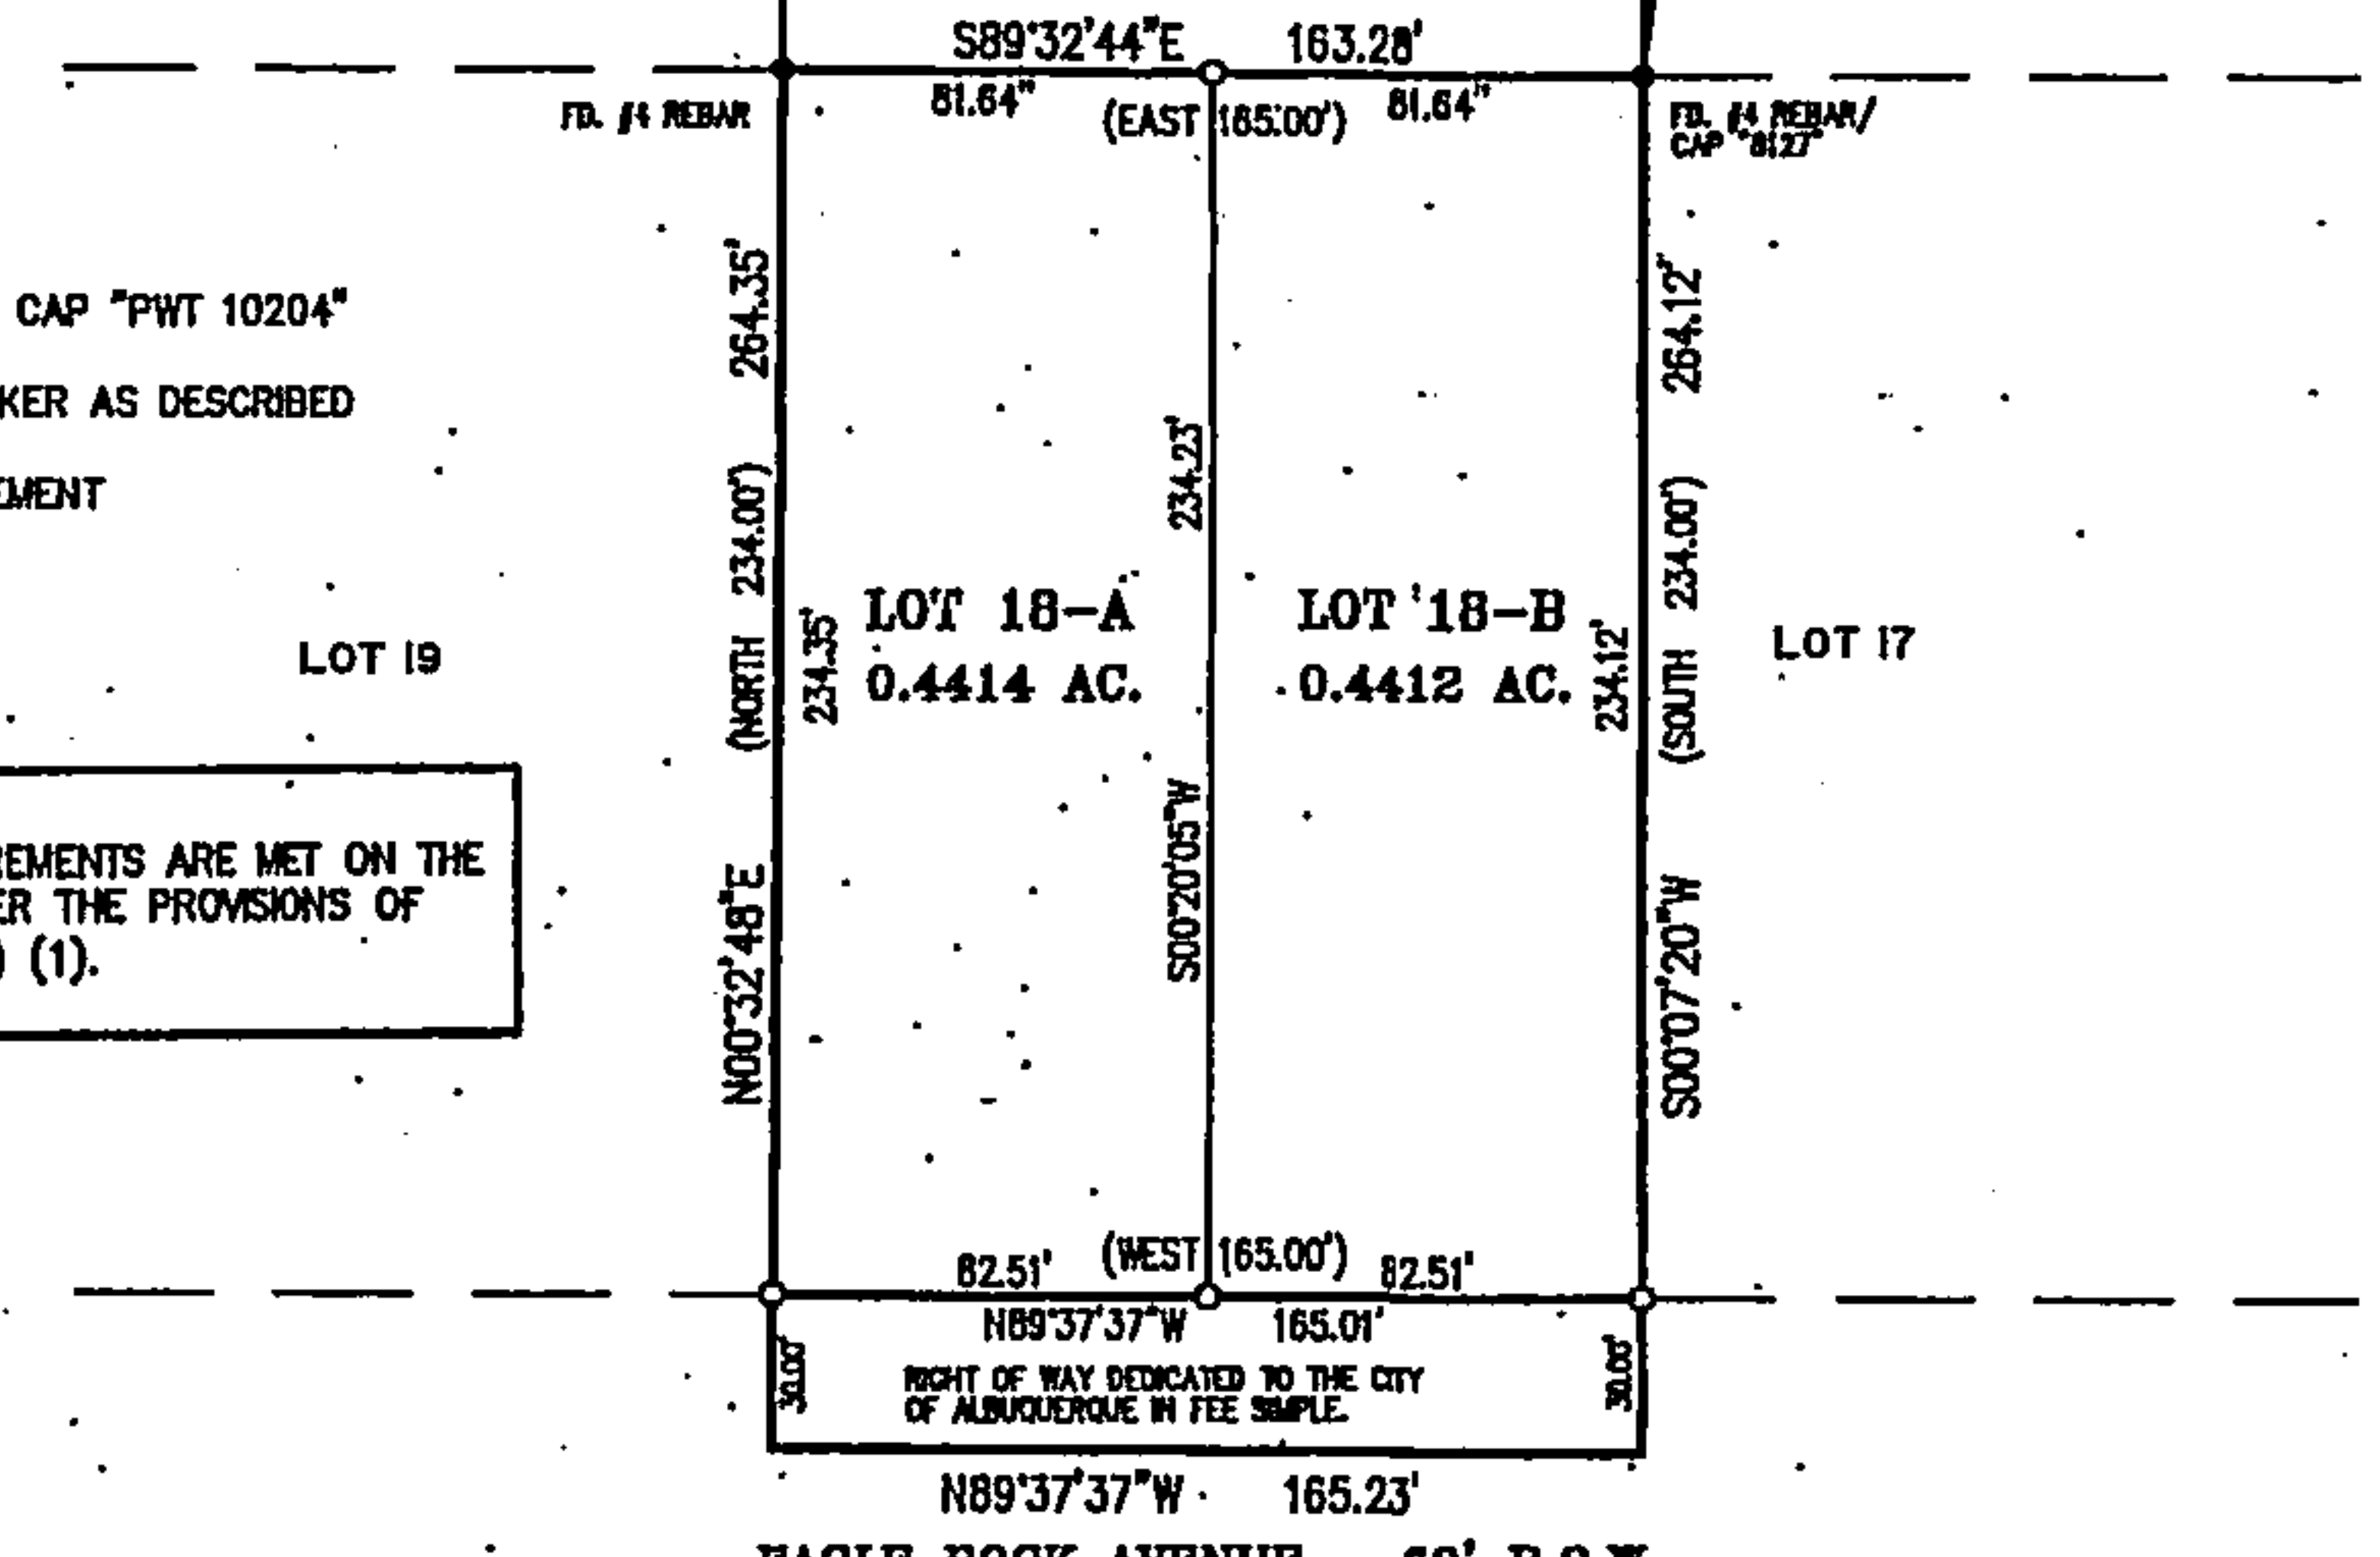 S89°32'44"E 163.28'
81.64" (EAST 165.00') 81.64"
FD. #4 REBAR
FD. #4 REBAR/
CAP "8127"
CAP "PWT 10204"
KER AS DESCRIBED
EMENT
264.35'
(NORTH 234.00')
N00°32'48"E
234.35'
234.23'
S00°20'05"W
264.12'
(SOUTH 234.00')
S00°07'20"W
234.12'
LOT 18-A
0.4414 AC.
LOT 18-B
0.4412 AC.
LOT 19
LOT 17
REMENTS ARE MET ON THE
ER THE PROVISIONS OF
) (1).
82.51' (WEST 165.00') 82.51'
N89°37'37"W 165.01'
30.00'
30.00'
RIGHT OF WAY DEDICATED TO THE CITY
OF ALBUQUERQUE IN FEE SIMPLE.
N89°37'37"W 165.23'
EAGLE ROCK AVENUE